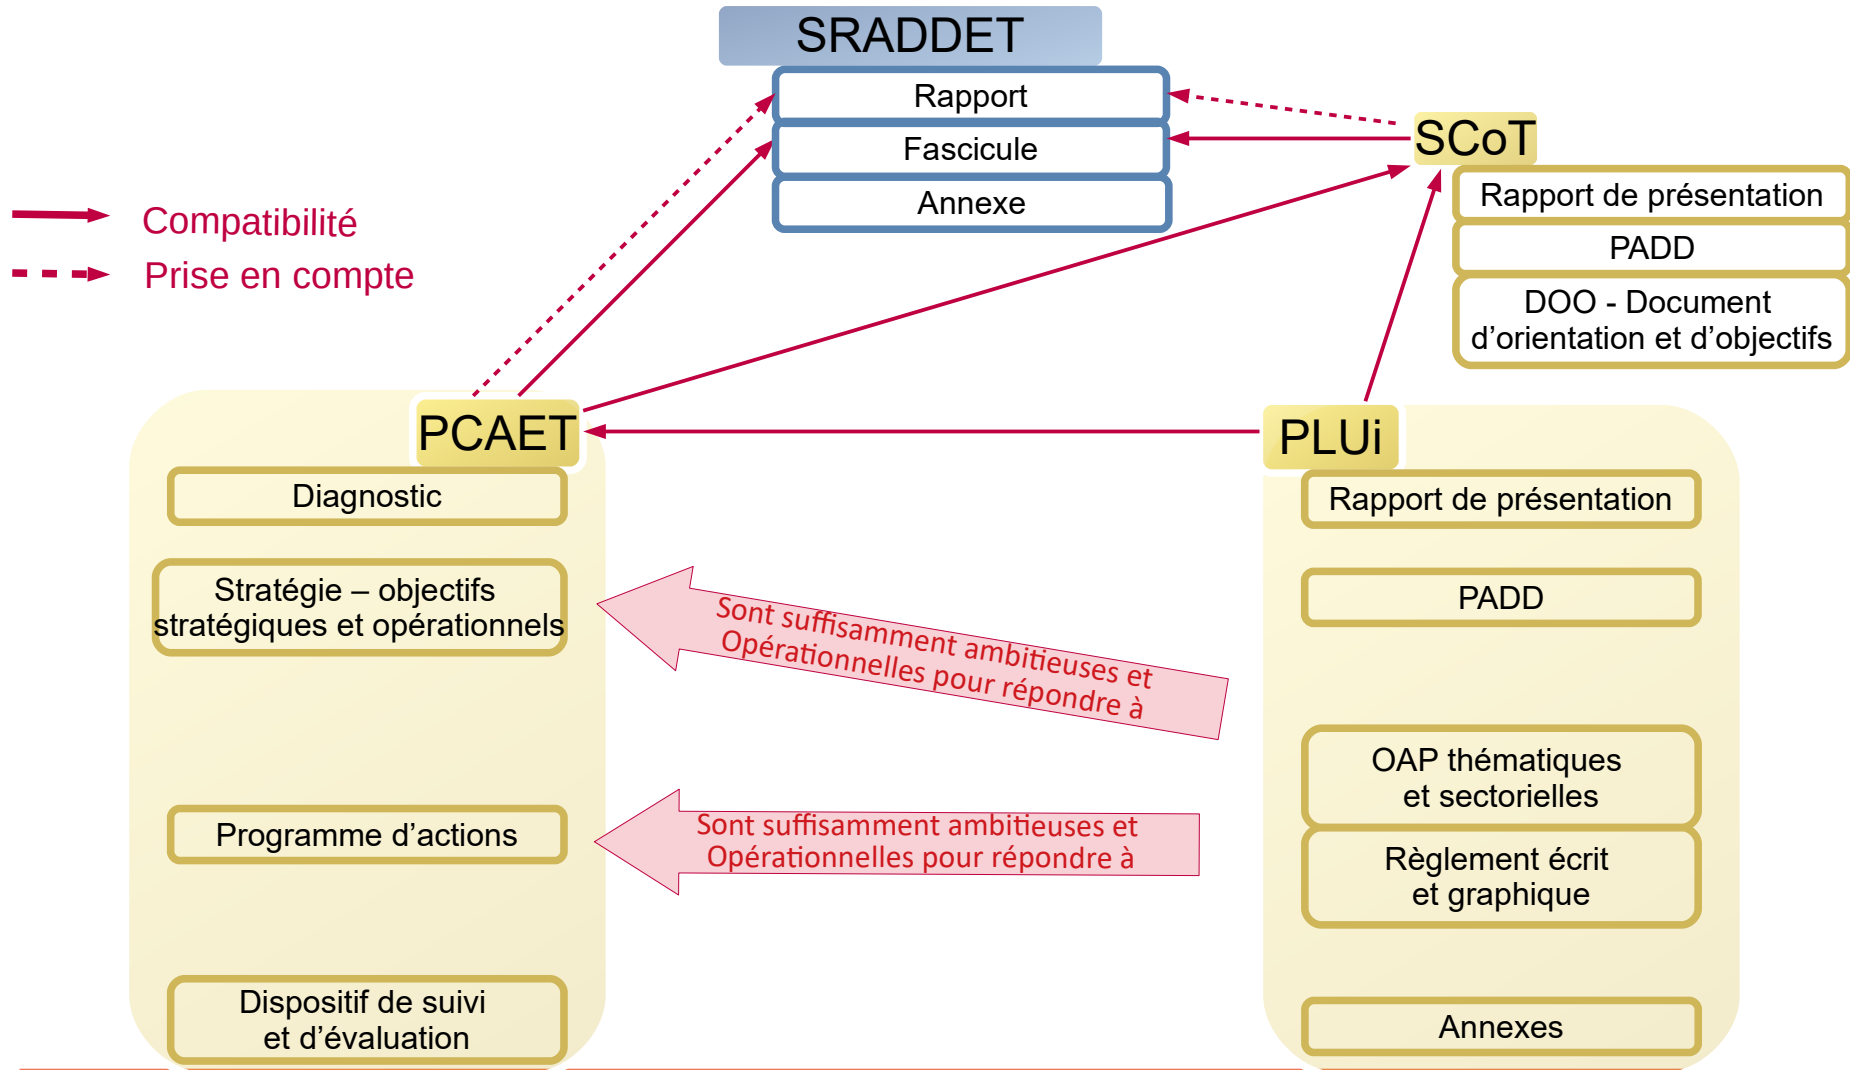 SRADDET
Rapport
Fascicule
Annexe
SCoT
Rapport de présentation
PADD
DOO - Document
d’orientation et d’objectifs
Compatibilité
Prise en compte
PCAET
Diagnostic
Stratégie – objectifs
stratégiques et opérationnels
Programme d’actions
Dispositif de suivi
et d’évaluation
Sont suffisamment ambitieuses et
Opérationnelles pour répondre à
Sont suffisamment ambitieuses et
Opérationnelles pour répondre à
PLUi
Rapport de présentation
PADD
OAP thématiques
et sectorielles
Règlement écrit
et graphique
Annexes